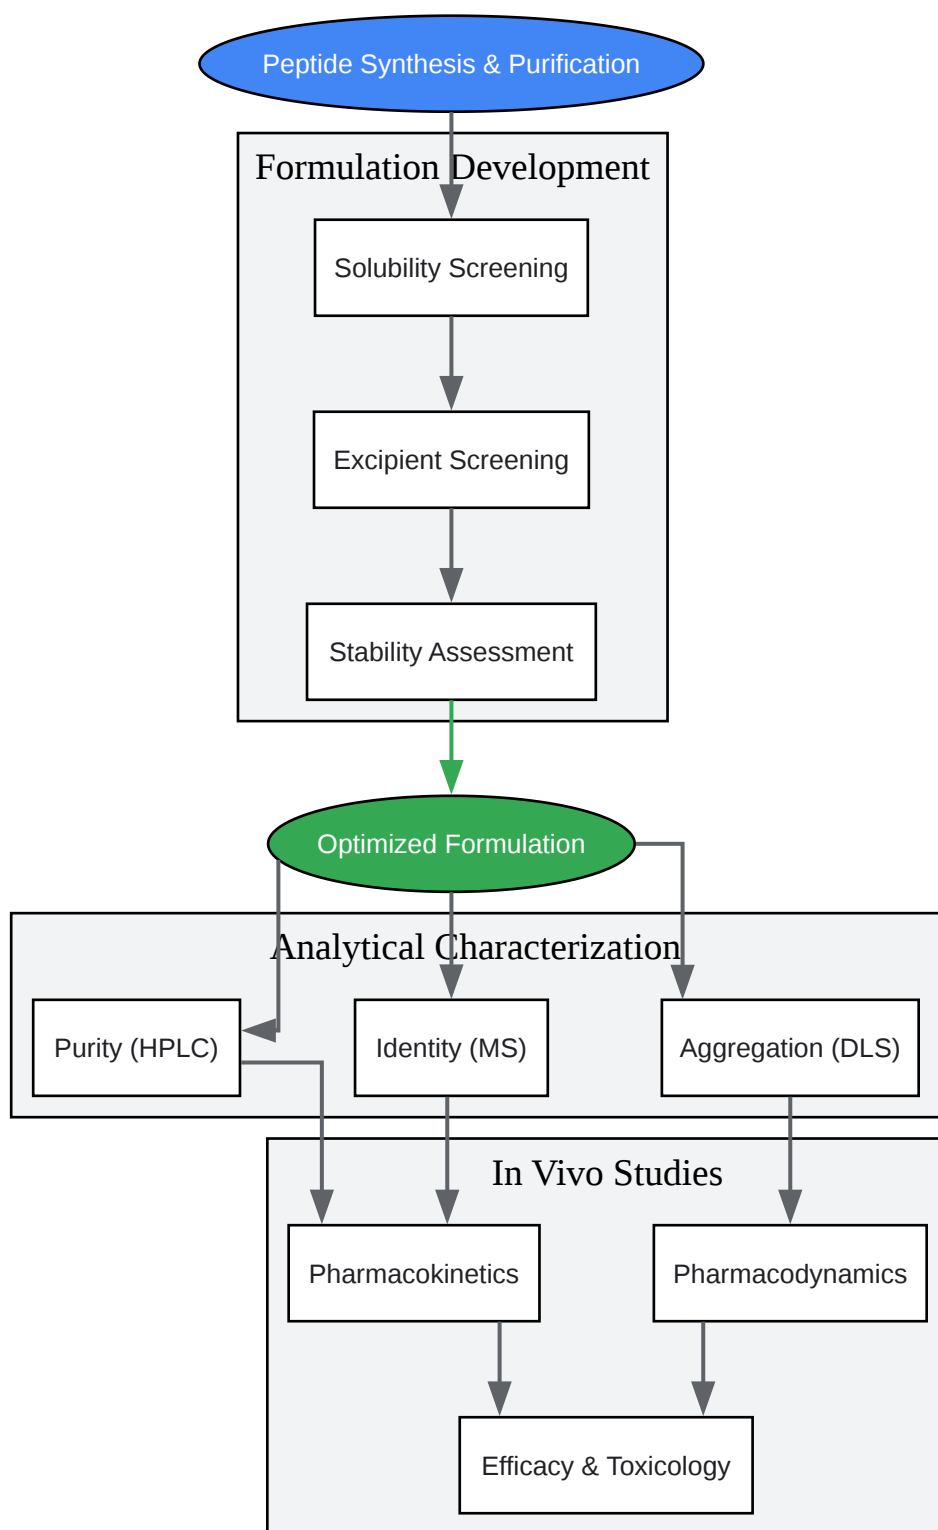 Peptide Synthesis & Purification
Formulation Development
Solubility Screening
Excipient Screening
Stability Assessment
Optimized Formulation
Analytical Characterization
Purity (HPLC)
Identity (MS)
Aggregation (DLS)
In Vivo Studies
Pharmacokinetics
Pharmacodynamics
Efficacy & Toxicology